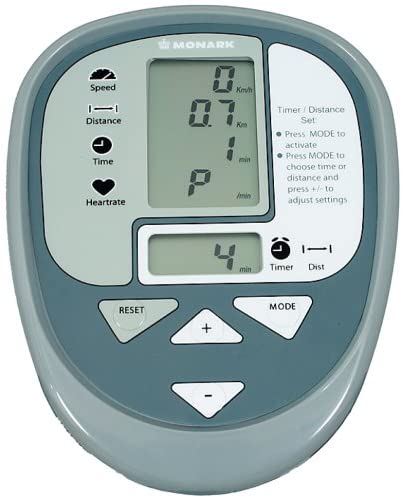 MONARK
Speed
0 Km/h
Distance
0.7 Km
Time
1 min
Heartrate
P /min
Timer / Distance
Set:
• Press MODE to
activate
• Press MODE to
choose time or
distance and
press +/- to
adjust settings
4 min
Timer Dist
RESET
+
MODE
-